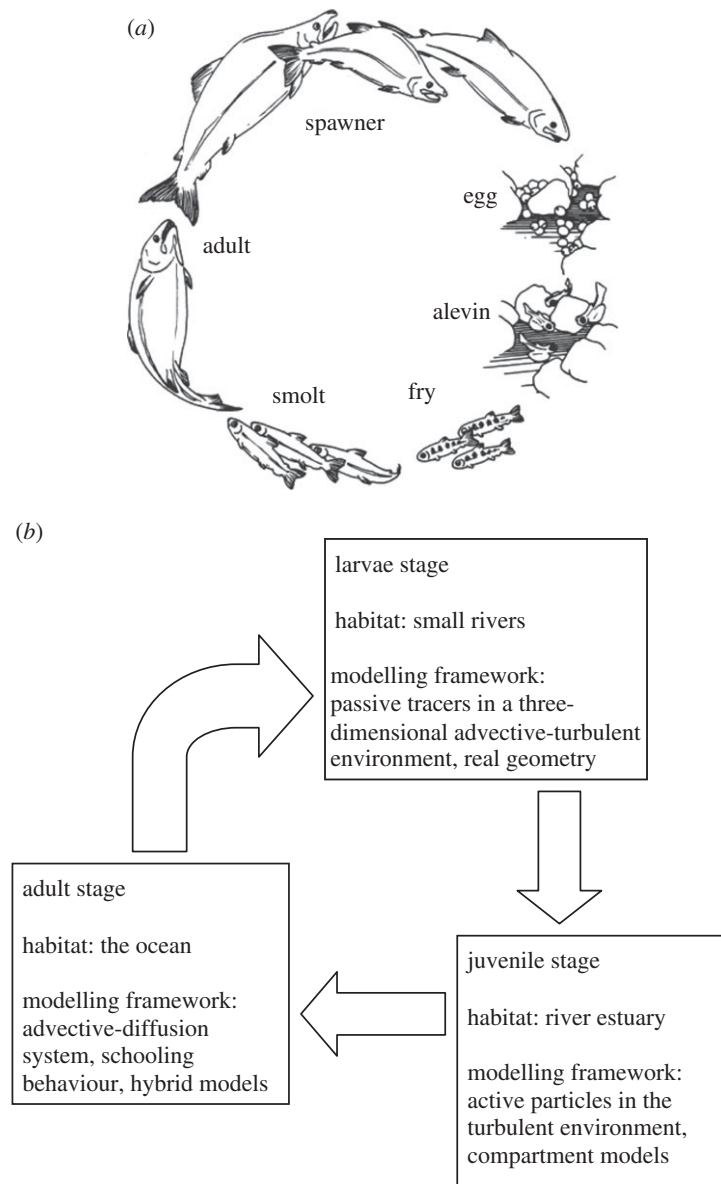 (a)
spawner
egg
adult
alevin
smolt
fry
(b)
larvae stage
habitat: small rivers
modelling framework:
passive tracers in a three-
dimensional advective-turbulent
environment, real geometry
adult stage
habitat: the ocean
modelling framework:
advective-diffusion
system, schooling
behaviour, hybrid models
juvenile stage
habitat: river estuary
modelling framework:
active particles in the
turbulent environment,
compartment models